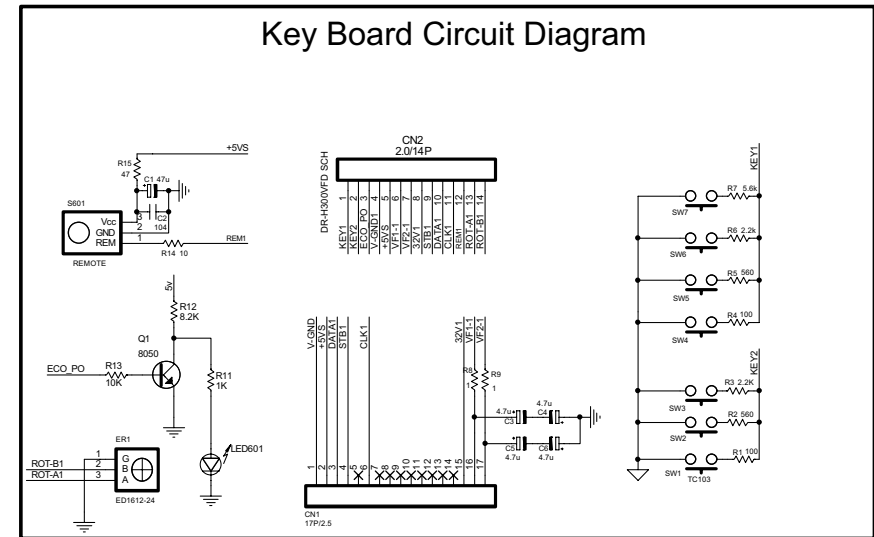 Key Board Circuit Diagram
+5VS
R15
47
C1 47u
S601
Vcc
GND
REM
3
2
1
C2
104
REM1
R14 10
REMOTE
5v
R12
8.2K
Q1
8050
ECO_PO
R13
10K
R11
1K
LED601
ER1
1
2
3
G
B
A
ROT-B1
ROT-A1
ED1612-24
CN2
2.0/14P
DR-H300VFD SCH
KEY1 1
KEY2 2
ECO_PO 3
V-GND1 4
+5VS 5
VF1-1 6
VF2-1 7
32V1 8
STB1 9
DATA1 10
CLK1 11
REM1 12
ROT-A1 13
ROT-B1 14
V-GND
+5VS
DATA1
STB1
CLK1
32V1
VF1-1
VF2-1
R8
1
R9
1
4.7u
C3
4.7u
C4
C5
4.7u
C6
4.7u
1 2 3 4 5 6 7 8 9 10 11 12 13 14 15 16 17
CN1
17P/2.5
KEY1
R7 5.6k
SW7
R6 2.2k
SW6
R5 560
SW5
R4 100
SW4
KEY2
R3 2.2K
SW3
R2 560
SW2
R1 100
SW1
TC103